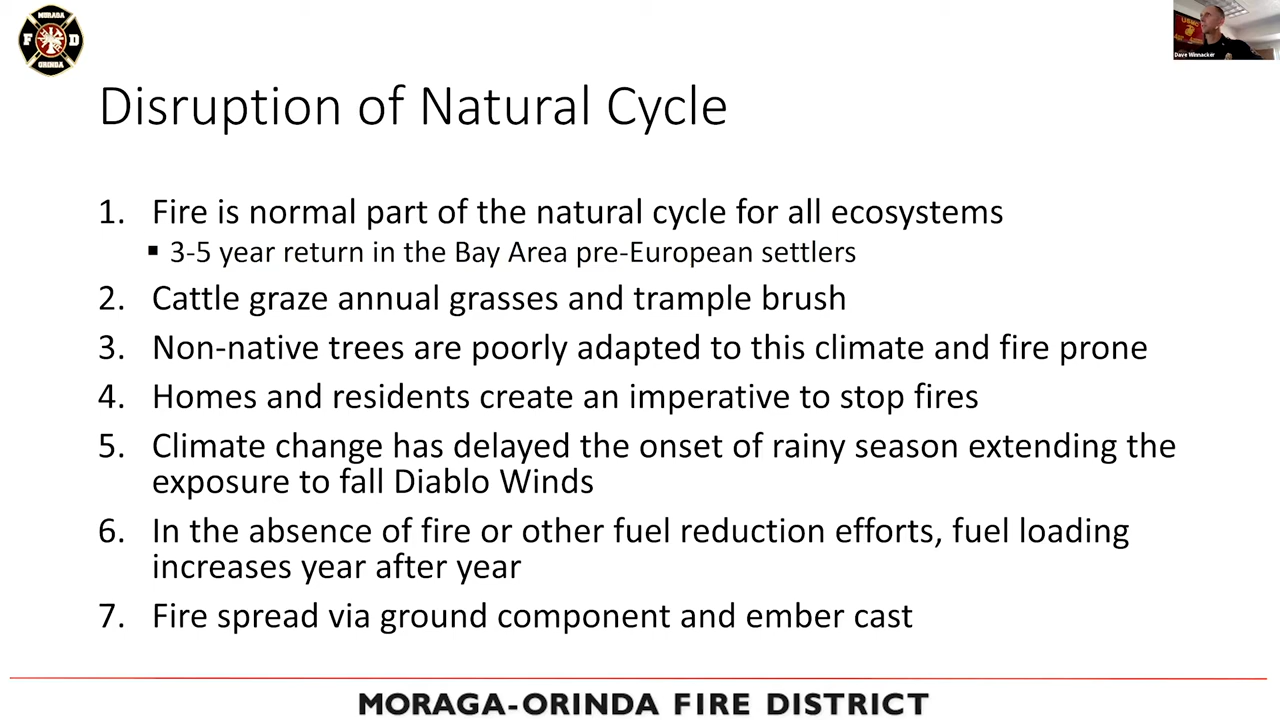 MORAGA
F D
ORINDA
USMC
Dave Winnacker
Disruption of Natural Cycle
1. Fire is normal part of the natural cycle for all ecosystems
▪ 3-5 year return in the Bay Area pre-European settlers
2. Cattle graze annual grasses and trample brush
3. Non-native trees are poorly adapted to this climate and fire prone
4. Homes and residents create an imperative to stop fires
5. Climate change has delayed the onset of rainy season extending the
exposure to fall Diablo Winds
6. In the absence of fire or other fuel reduction efforts, fuel loading
increases year after year
7. Fire spread via ground component and ember cast
MORAGA-ORINDA FIRE DISTRICT